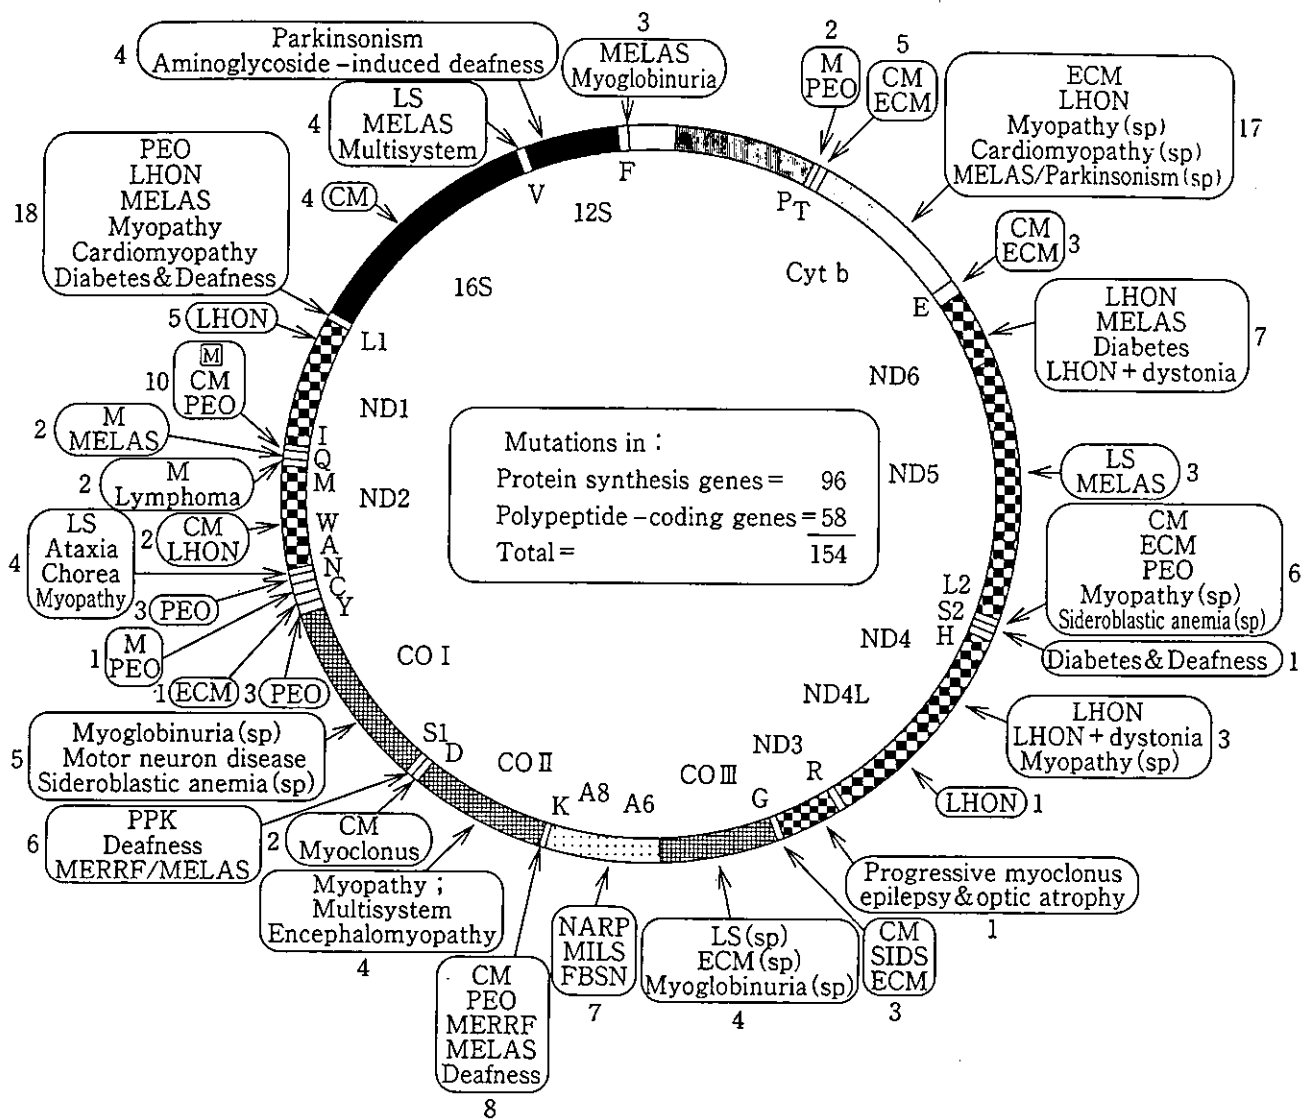 4
Parkinsonism
Aminoglycoside-induced deafness
3
MELAS
Myoglobinuria
2
M
PEO
5
CM
ECM
ECM
LHON
Myopathy(sp)
Cardiomyopathy(sp)
MELAS/Parkinsonism(sp)
17
4
LS
MELAS
Multisystem
18
PEO
LHON
MELAS
Myopathy
Cardiomyopathy
Diabetes&Deafness
4
CM
CM
ECM
3
LHON
MELAS
Diabetes
LHON+dystonia
7
5
LHON
10
M
CM
PEO
2
M
MELAS
2
M
Lymphoma
2
CM
LHON
4
LS
Ataxia
Chorea
Myopathy
3
PEO
1
M
PEO
1
ECM
3
PEO
LS
MELAS
3
CM
ECM
PEO
Myopathy(sp)
Sideroblastic anemia(sp)
6
Diabetes&Deafness
1
LHON
LHON+dystonia
Myopathy(sp)
3
LHON
1
Progressive myoclonus
epilepsy&optic atrophy
1
5
Myoglobinuria(sp)
Motor neuron disease
Sideroblastic anemia(sp)
6
PPK
Deafness
MERRF/MELAS
2
CM
Myoclonus
Myopathy;
Multisystem
Encephalomyopathy
4
CM
PEO
MERRF
MELAS
Deafness
8
NARP
MILS
FBSN
7
LS(sp)
ECM(sp)
Myoglobinuria(sp)
4
CM
SIDS
ECM
3
V
12S
F
P
T
Cyt b
E
16S
L1
ND1
ND6
I
Q
M
ND2
ND5
W
A
N
C
Y
L2
S2
H
ND4
CO I
ND4L
S1
D
CO II
K
A8
A6
CO III
G
ND3
R
Mutations in :
Protein synthesis genes= 96
Polypeptide-coding genes=58
Total= 154